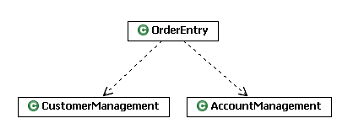 C OrderEntry
C CustomerManagement
C AccountManagement